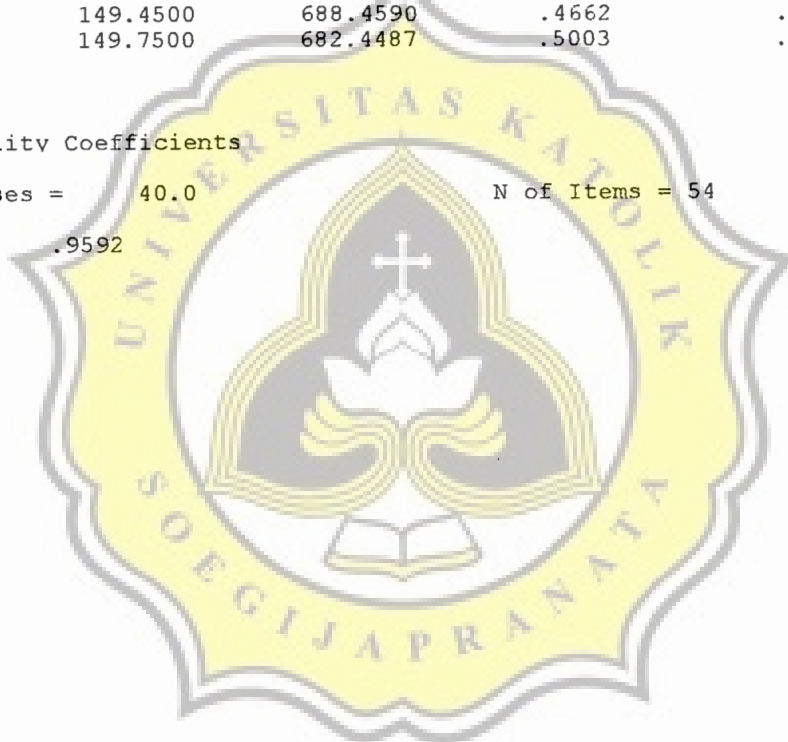 149.4500 688.4590 .4662 .
149.7500 682.4487 .5003 .
lity Coefficients
es = 40.0 N of Items = 54
.9592
UNIVERSITAS KATOLIK
SOEGIJAPRANATA